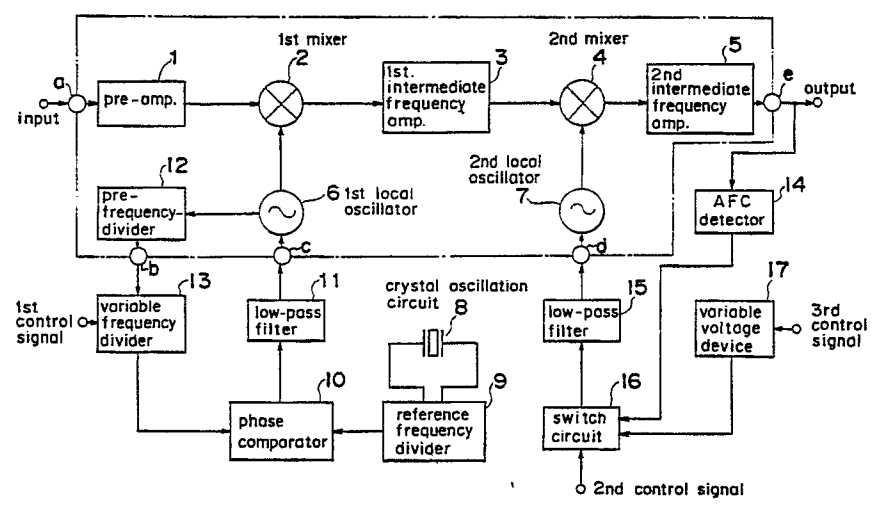 1st mixer
2nd mixer
1
2
3
4
5
a
input
pre-amp.
1st.
intermediate
frequency
amp.
2nd
intermediate
frequency
amp.
e
output
12
pre-
frequency-
divider
6
1st local
oscillator
2nd local
oscillator
7
AFC
detector
14
b
c
d
13
1st
control
signal
variable
frequency
divider
11
low-pass
filter
crystal oscillation
circuit
8
15
low-pass
filter
17
variable
voltage
device
3rd control
signal
10
phase
comparator
9
reference
frequency
divider
16
switch
circuit
2nd control signal